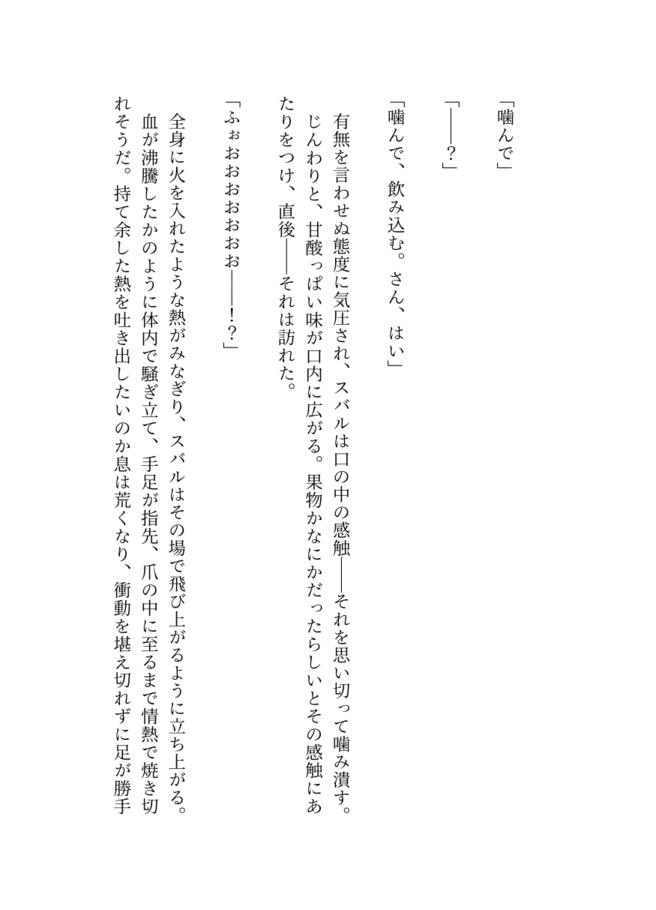 「噛んで」
「――？」
「噛んで、飲み込む。さん、はい」
有無を言わせぬ態度に気圧され、スバルは口の中の感触――それを思い切って噛み潰す。
じんわりと、甘酸っぱい味が口内に広がる。果物かなにかだったらしいとその感触にあ
たりをつけ、直後――それは訪れた。
「ふぉおおおおおおお――！？」
全身に火を入れたような熱がみなぎり、スバルはその場で飛び上がるように立ち上がる。
血が沸騰したかのように体内で騒ぎ立て、手足が指先、爪の中に至るまで情熱で焼き切
れそうだ。持て余した熱を吐き出したいのか息は荒くなり、衝動を堪え切れずに足が勝手